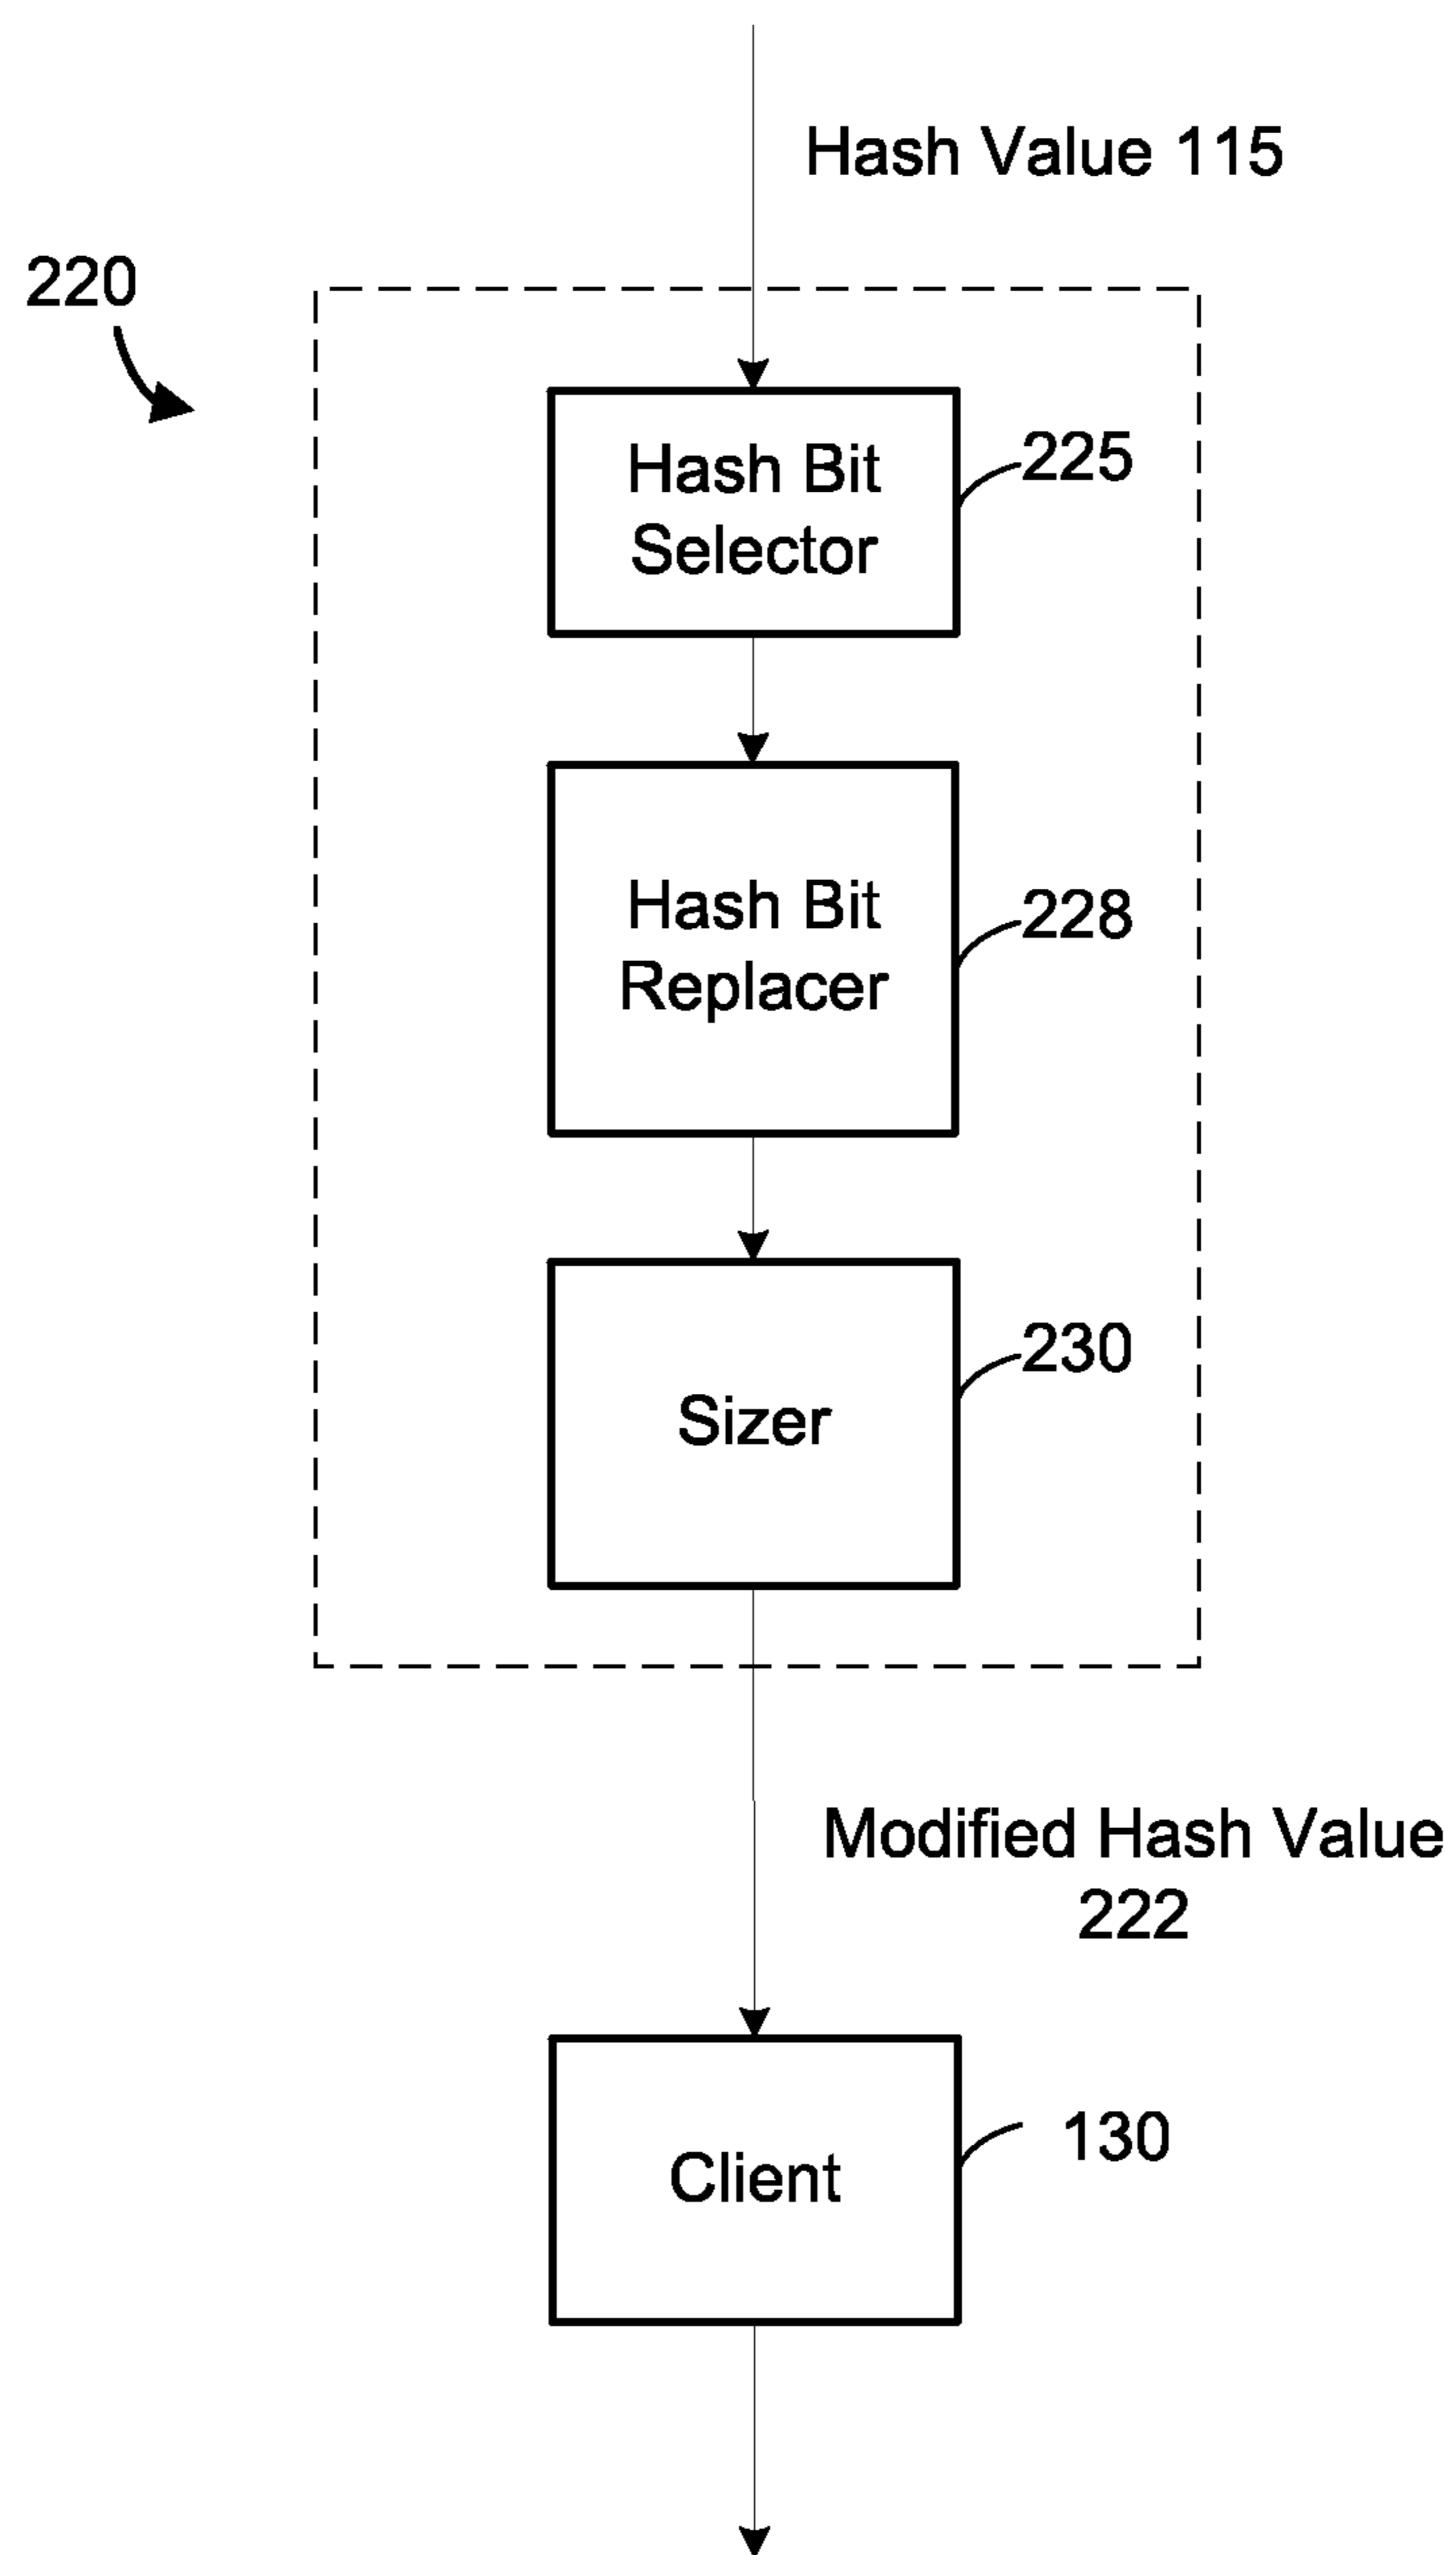 Hash Value 115
220
Hash Bit
Selector
225
Hash Bit
Replacer
228
Sizer
230
Modified Hash Value
222
Client
130